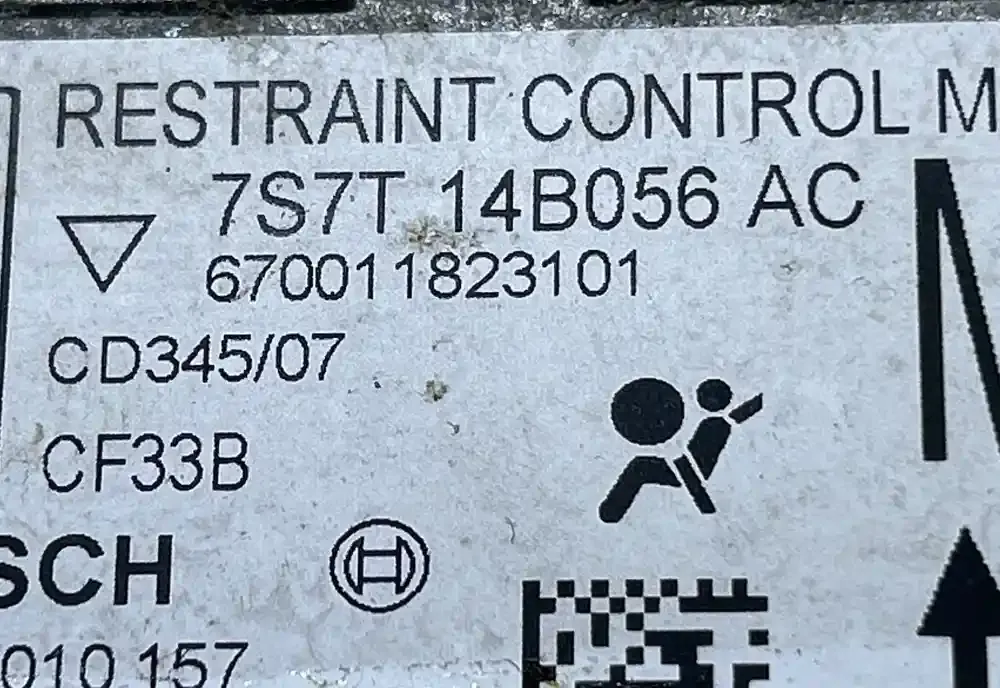 RESTRAINT CONTROL M
7S7T 14B056 AC
670011823101
CD345/07
CF33B
SCH
010 157